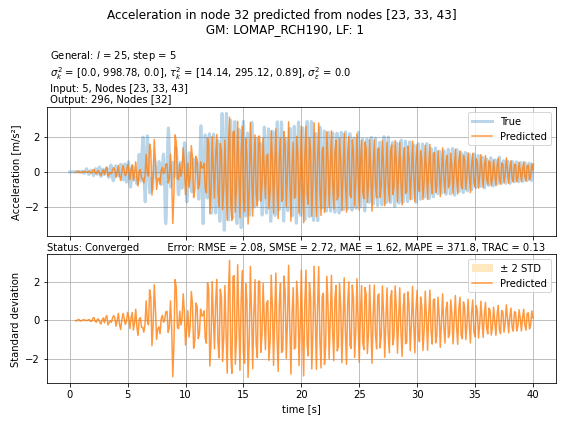 Acceleration in node 32 predicted from nodes [23, 33, 43]
GM: LOMAP_RCH190, LF: 1
General: l = 25, step = 5
σ²ₖ = [0.0, 998.78, 0.0], τ²ₖ = [14.14, 295.12, 0.89], σ²ε = 0.0
Input: 5, Nodes [23, 33, 43]
Output: 296, Nodes [32]
Acceleration [m/s²]
2
0
−2
True
Predicted
Status: Converged Error: RMSE = 2.08, SMSE = 2.72, MAE = 1.62, MAPE = 371.8, TRAC = 0.13
Standard deviation
2
0
−2
± 2 STD
Predicted
0 5 10 15 20 25 30 35 40
time [s]